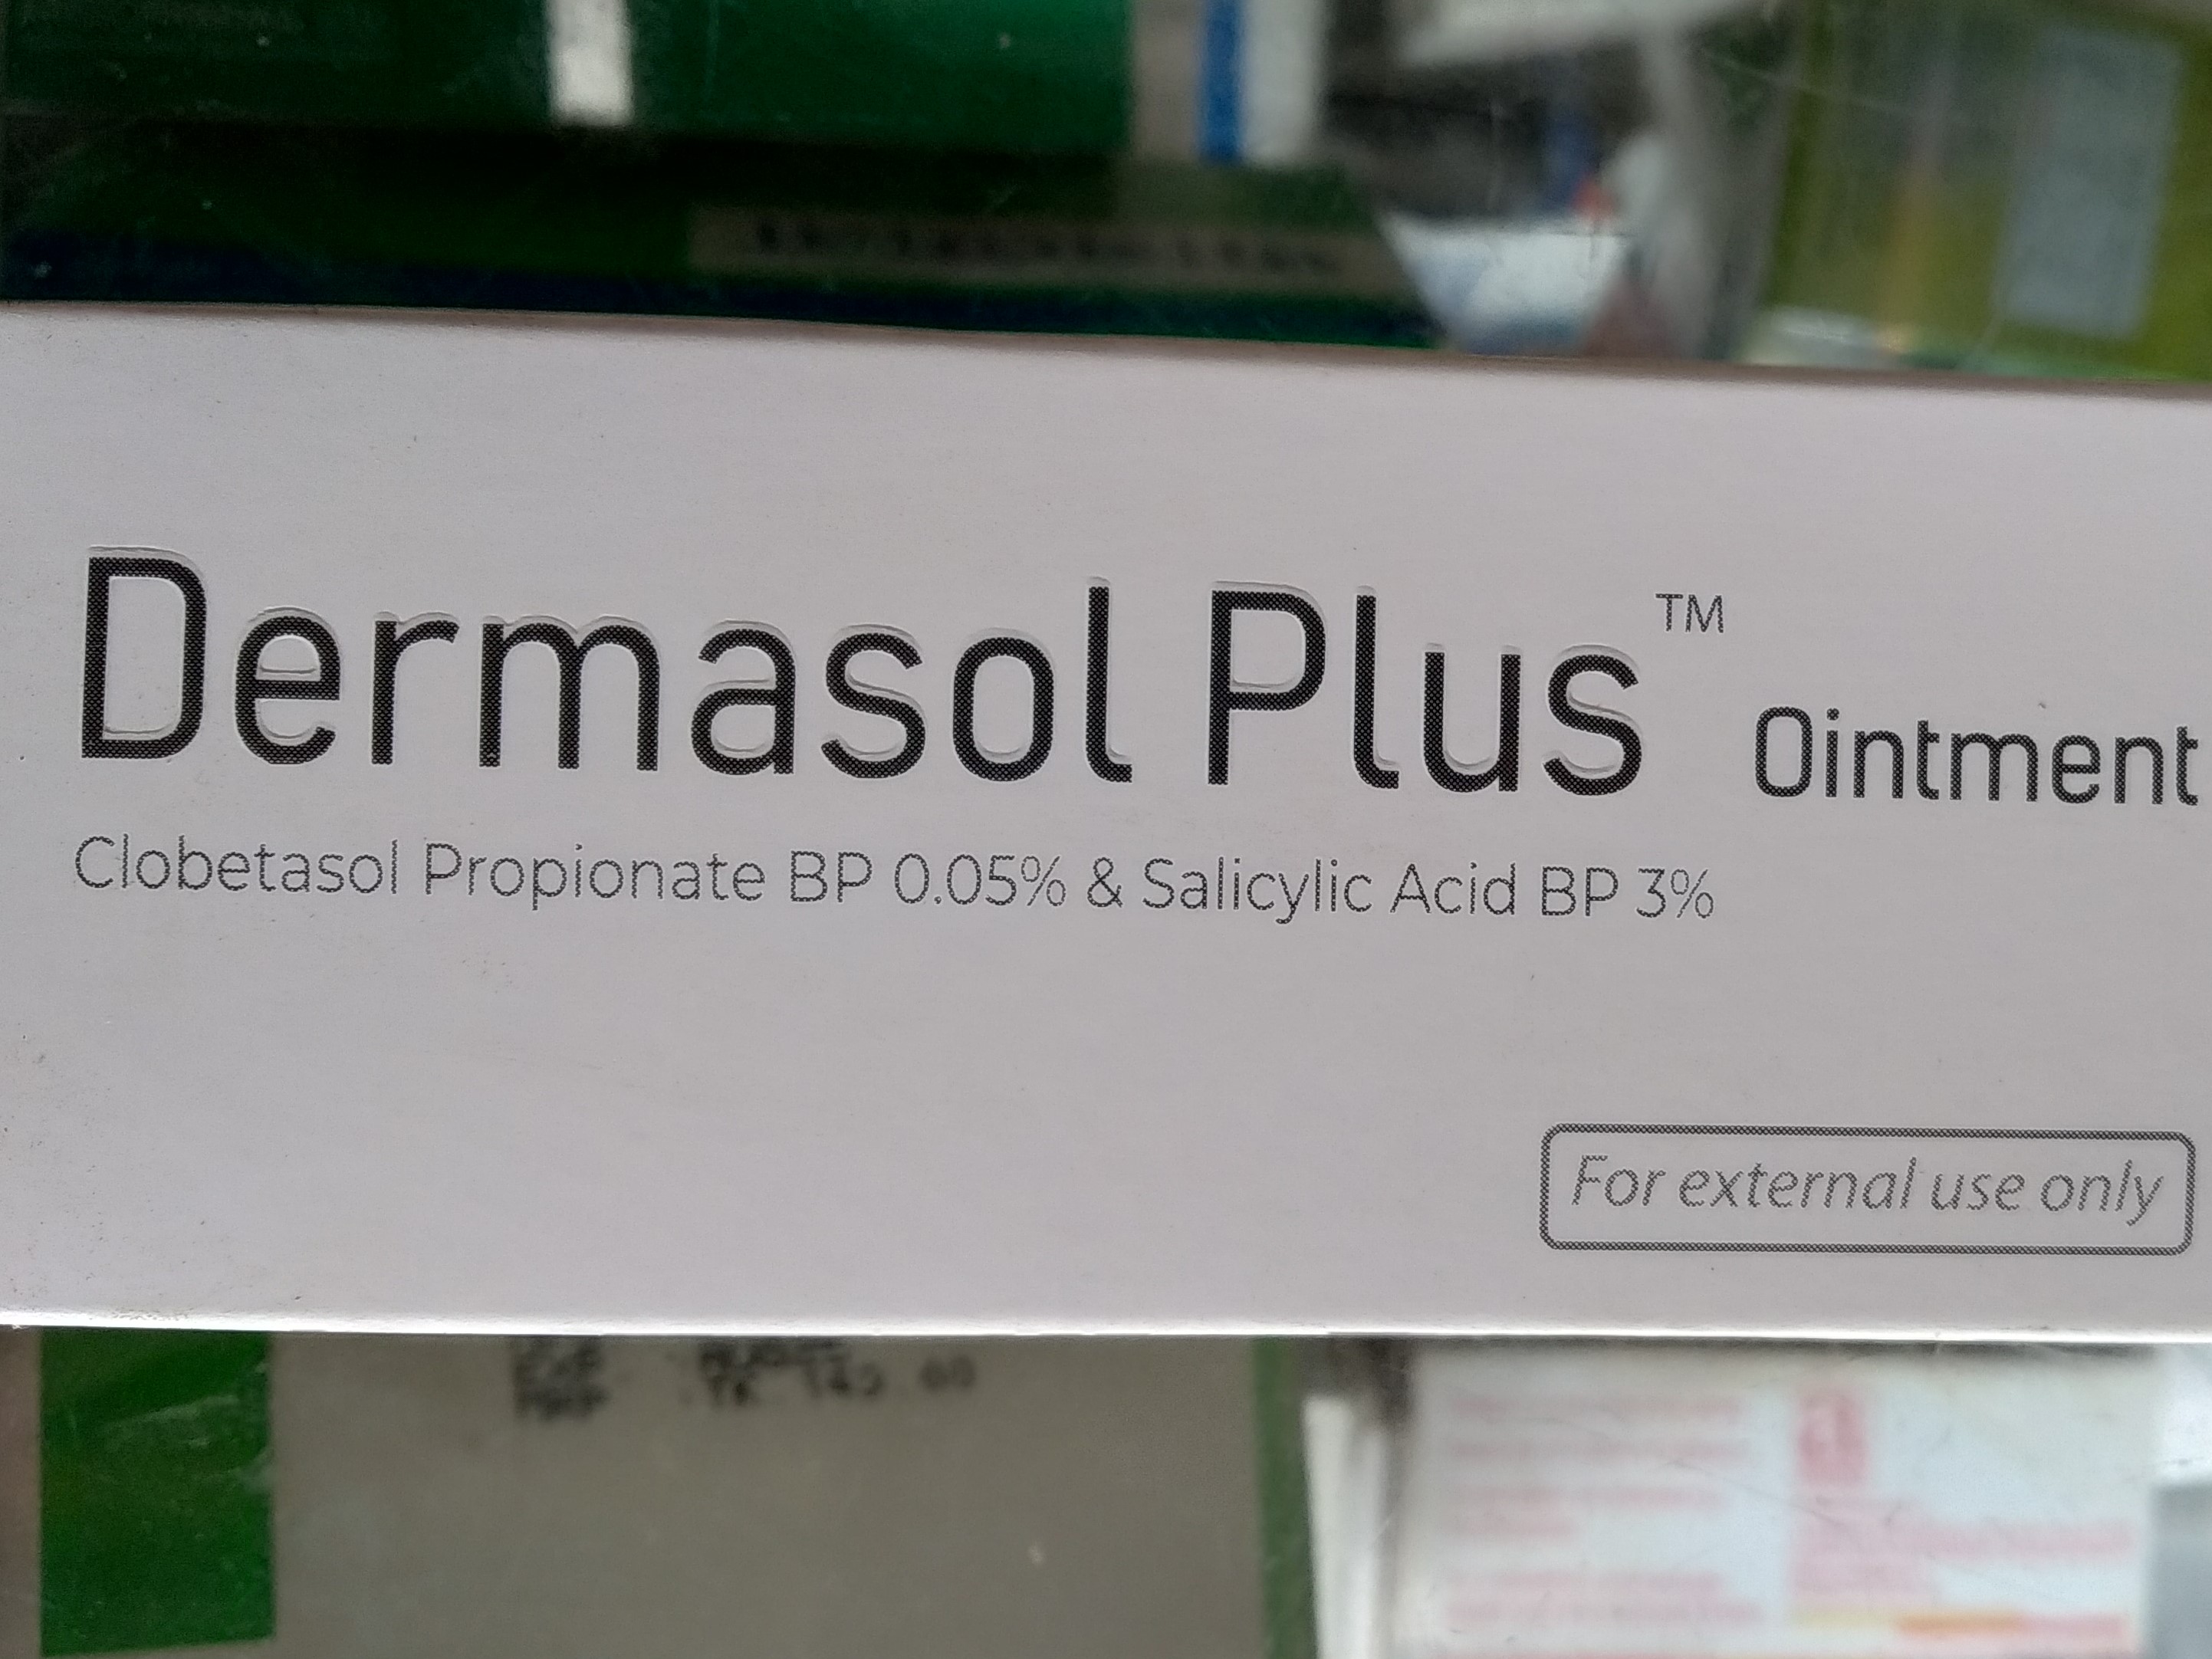 Dermasol Plus™ Ointment
Clobetasol Propionate BP 0.05% & Salicylic Acid BP 3%
For external use only